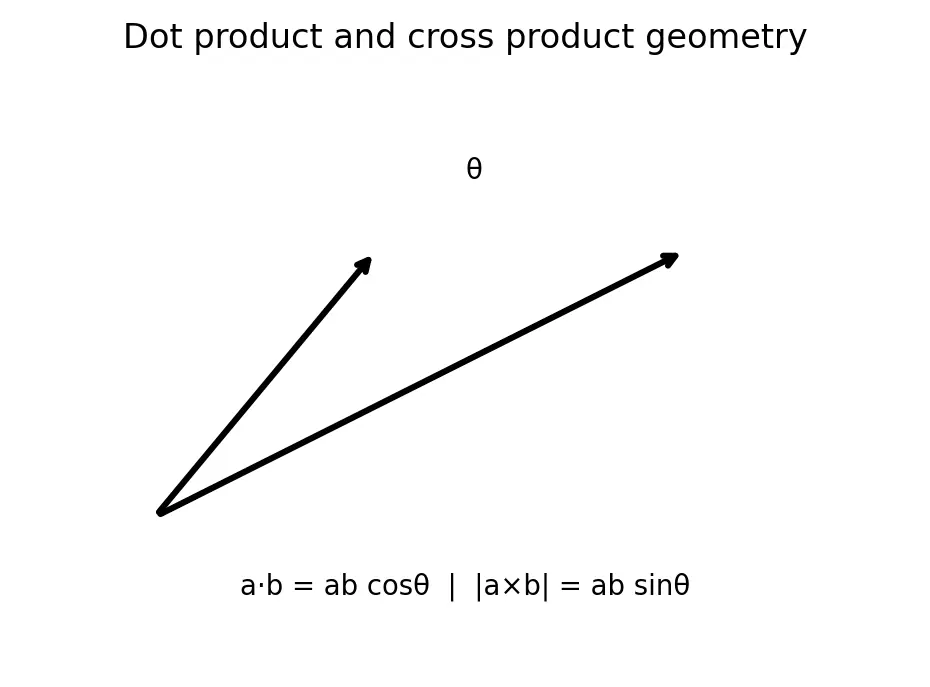 Dot product and cross product geometry
θ
a·b = ab cosθ | |a×b| = ab sinθ